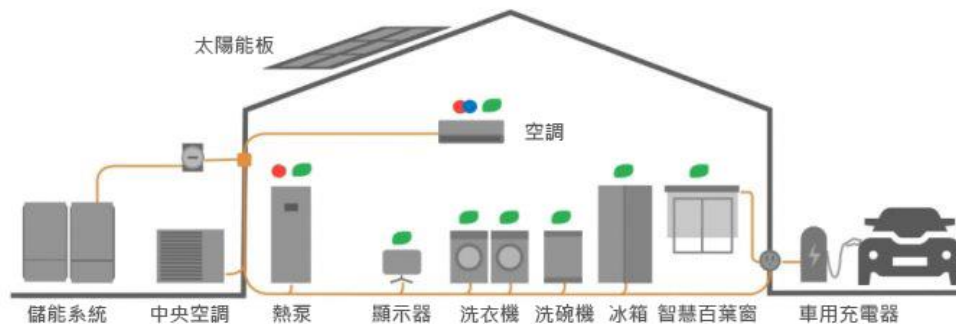 太陽能板
空調
儲能系統
中央空調
熱泵
顯示器
洗衣機
洗碗機
冰箱
智慧百葉窗
車用充電器